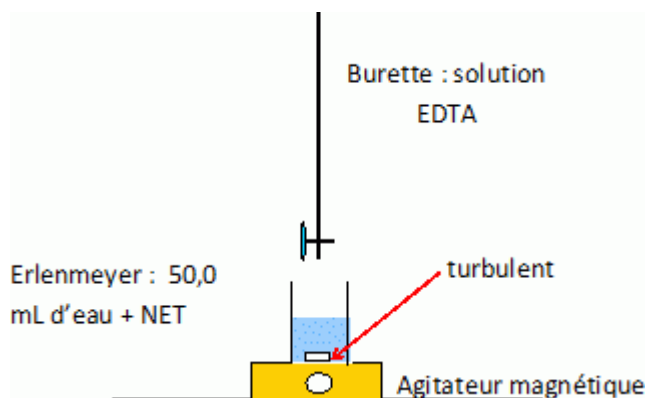 Burette : solution
EDTA
Erlenmeyer : 50,0
mL d'eau + NET
turbulent
Agitateur magnétique